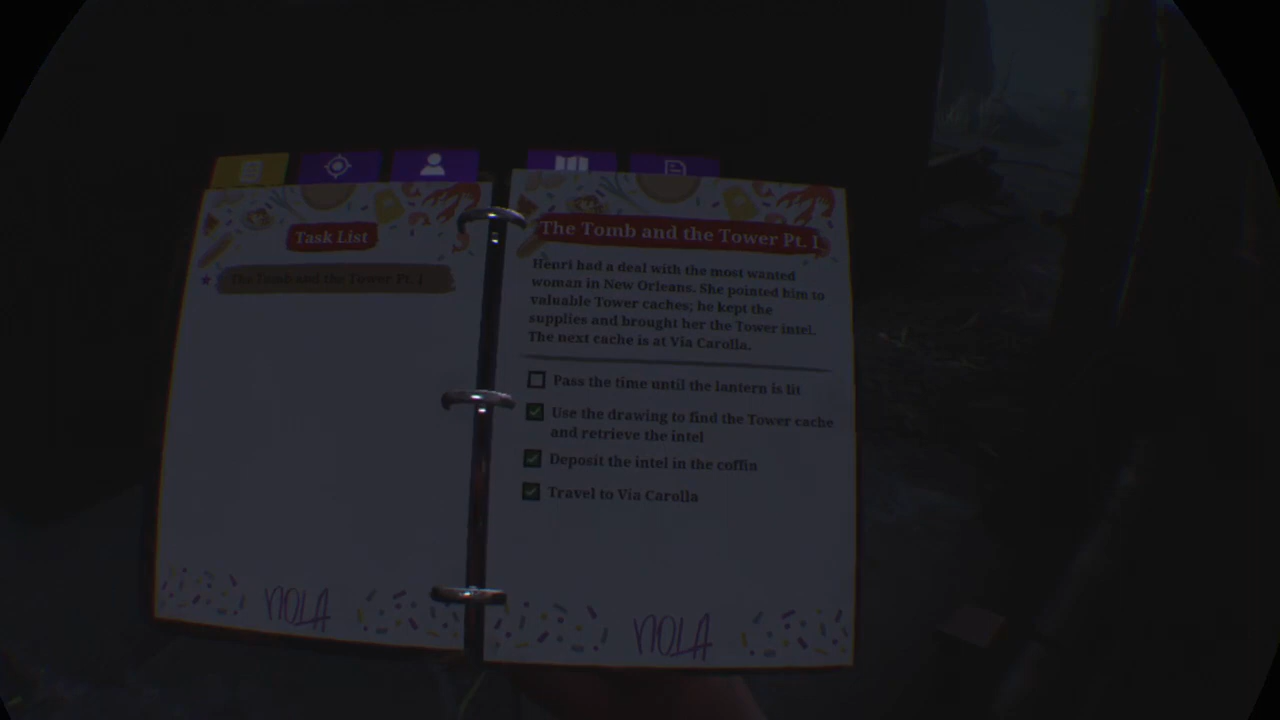 Task List
The Tomb and the Tower Pt. I
NOLA
The Tomb and the Tower Pt. I
Henri had a deal with the most wanted
woman in New Orleans. She pointed him to
valuable Tower caches; he kept the
supplies and brought her the Tower intel.
The next cache is at Via Carolla.
Pass the time until the lantern is lit
Use the drawing to find the Tower cache
and retrieve the intel
Deposit the intel in the coffin
Travel to Via Carolla
NOLA